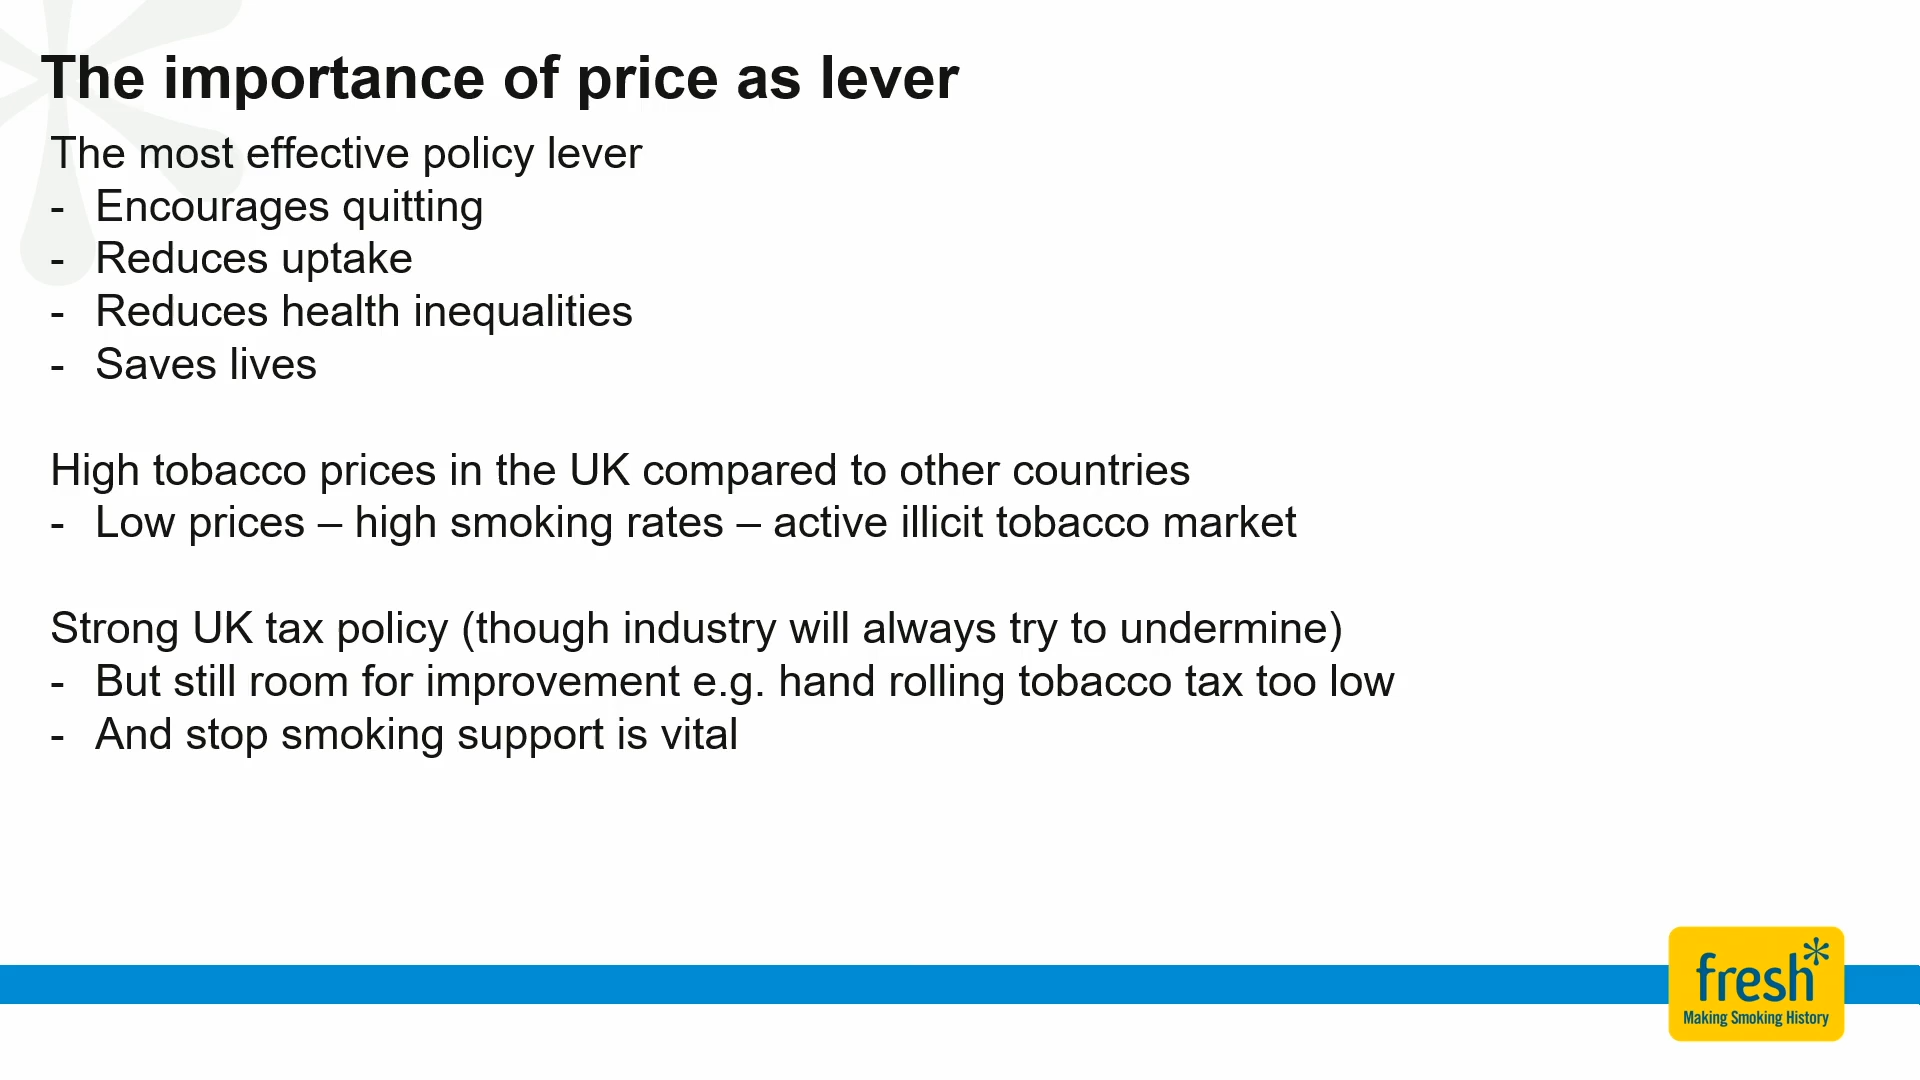 The importance of price as lever
The most effective policy lever
- Encourages quitting
- Reduces uptake
- Reduces health inequalities
- Saves lives
High tobacco prices in the UK compared to other countries
- Low prices – high smoking rates – active illicit tobacco market
Strong UK tax policy (though industry will always try to undermine)
- But still room for improvement e.g. hand rolling tobacco tax too low
- And stop smoking support is vital
fresh*
Making Smoking History